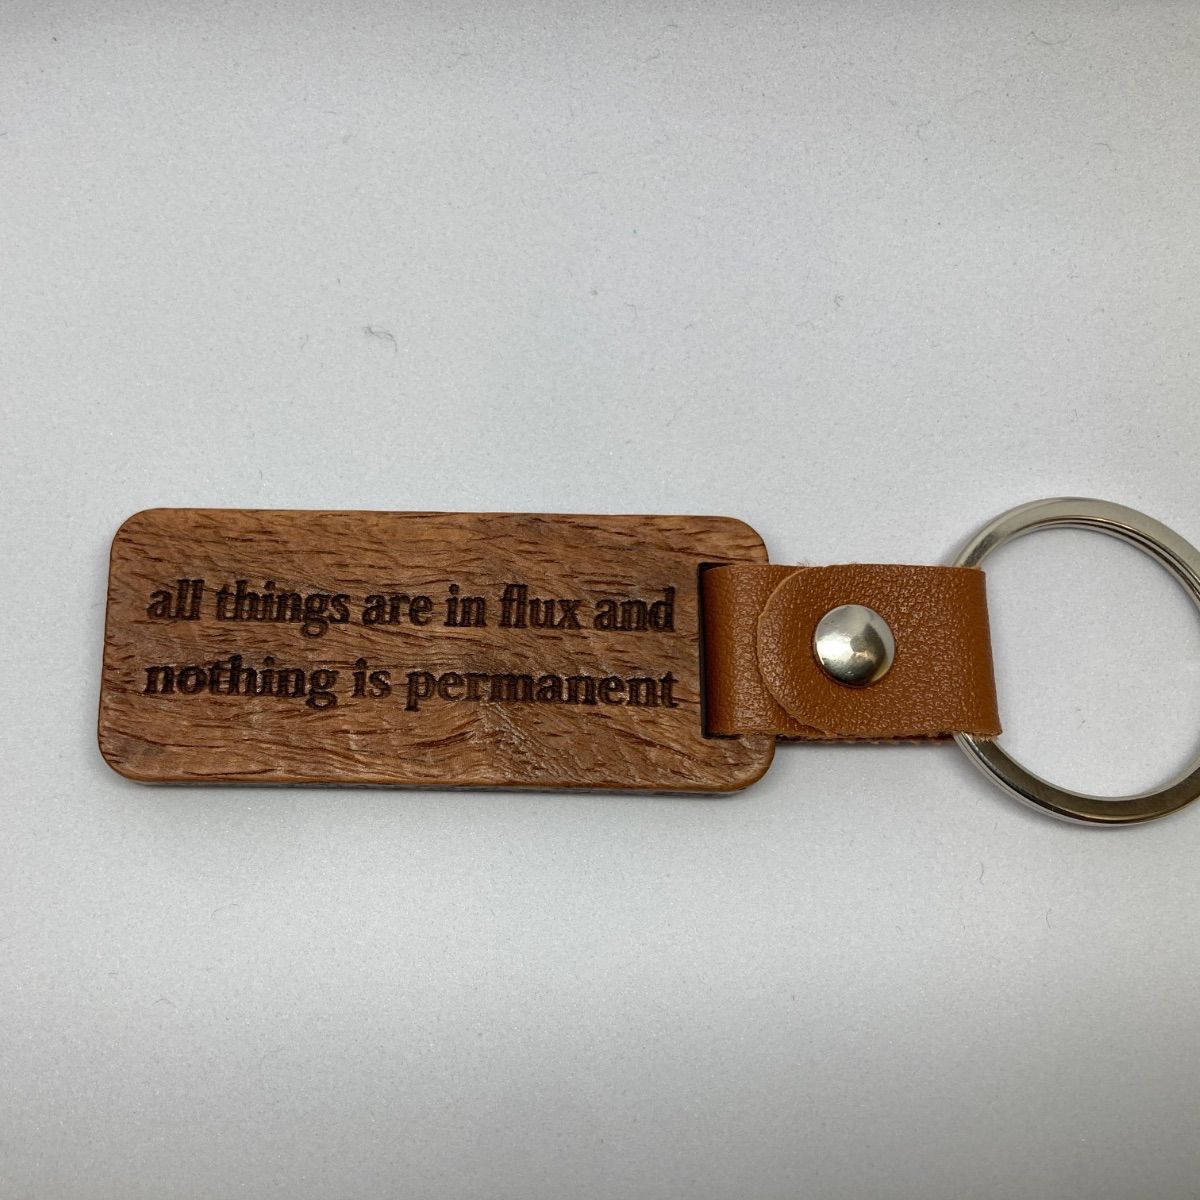 all things are in flux and
nothing is permanent